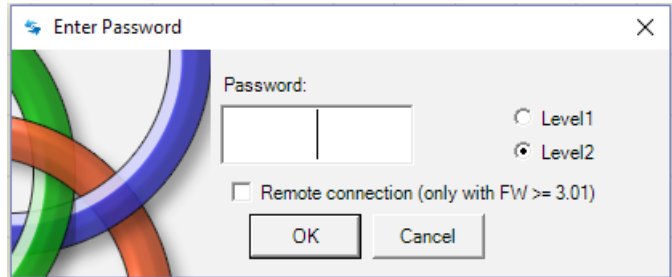 Enter Password
Password:
Level1
Level2
Remote connection (only with FW >= 3.01)
OK Cancel